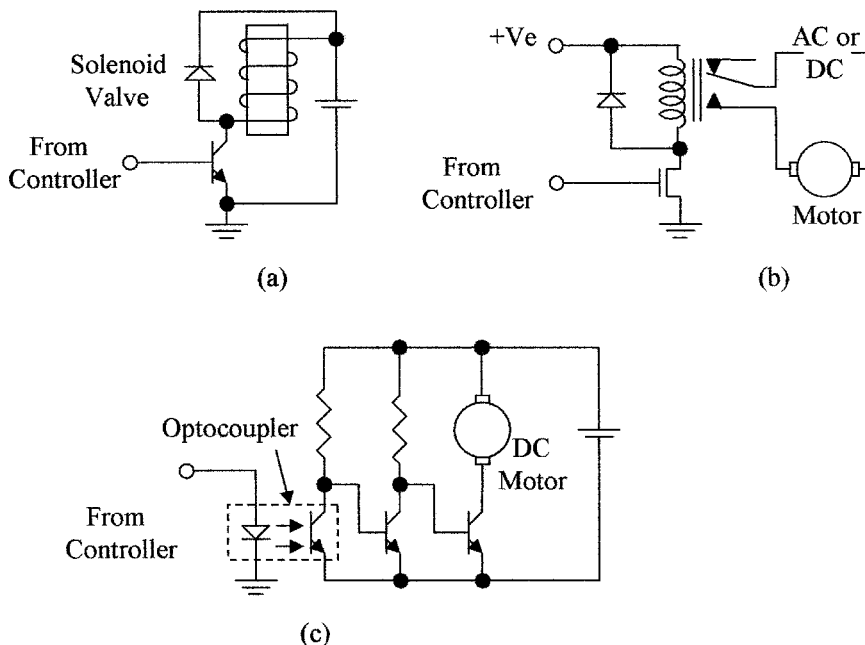 Solenoid
Valve
From
Controller
(a)
+Ve
AC or
DC
From
Controller
Motor
(b)
Optocoupler
DC
Motor
From
Controller
(c)